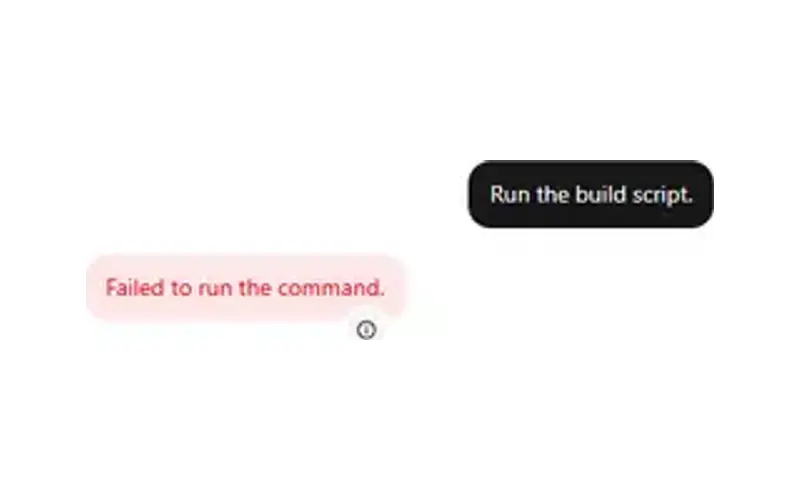 Run the build script.
Failed to run the command.